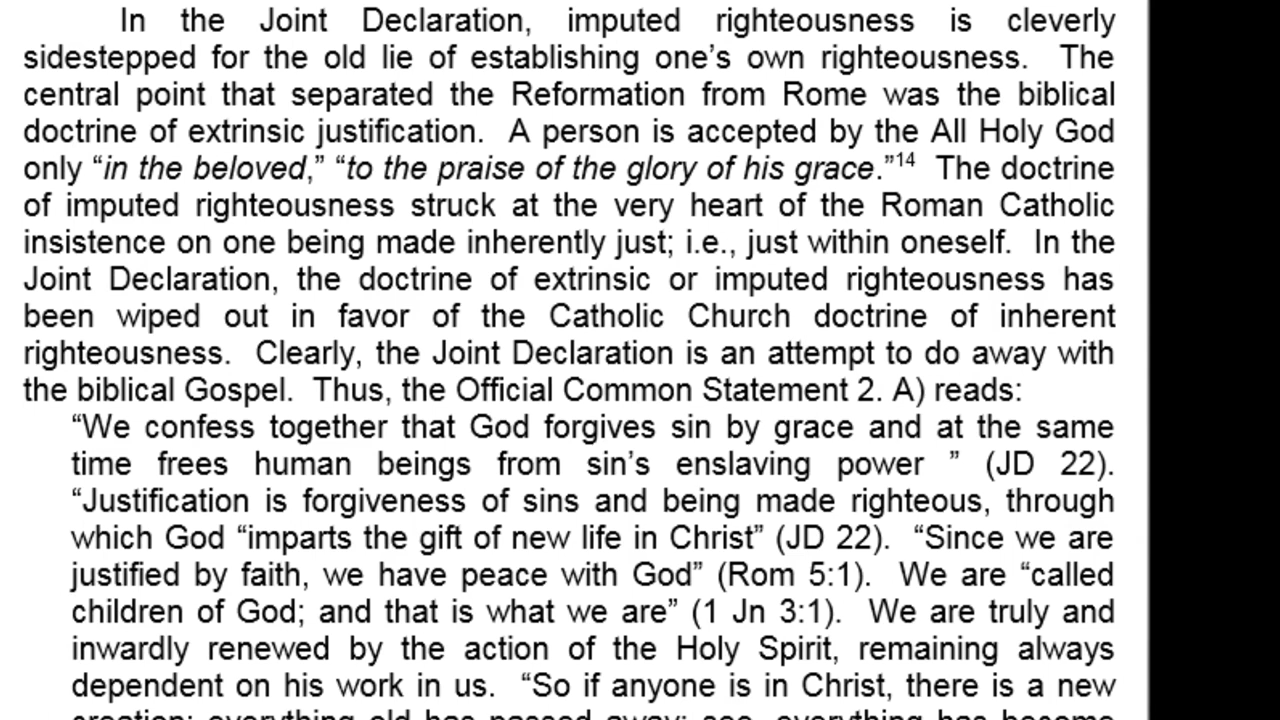 In the Joint Declaration, imputed righteousness is cleverly
sidestepped for the old lie of establishing one’s own righteousness.  The
central point that separated the Reformation from Rome was the biblical
doctrine of extrinsic justification.  A person is accepted by the All Holy God
only “in the beloved,” “to the praise of the glory of his grace.”14  The doctrine
of imputed righteousness struck at the very heart of the Roman Catholic
insistence on one being made inherently just; i.e., just within oneself.  In the
Joint Declaration, the doctrine of extrinsic or imputed righteousness has
been wiped out in favor of the Catholic Church doctrine of inherent
righteousness.  Clearly, the Joint Declaration is an attempt to do away with
the biblical Gospel.  Thus, the Official Common Statement 2. A) reads:
“We confess together that God forgives sin by grace and at the same
time frees human beings from sin’s enslaving power ” (JD 22).
“Justification is forgiveness of sins and being made righteous, through
which God “imparts the gift of new life in Christ” (JD 22).  “Since we are
justified by faith, we have peace with God” (Rom 5:1).  We are “called
children of God; and that is what we are” (1 Jn 3:1).  We are truly and
inwardly renewed by the action of the Holy Spirit, remaining always
dependent on his work in us.  “So if anyone is in Christ, there is a new
creation: everything old has passed away; see, everything has become